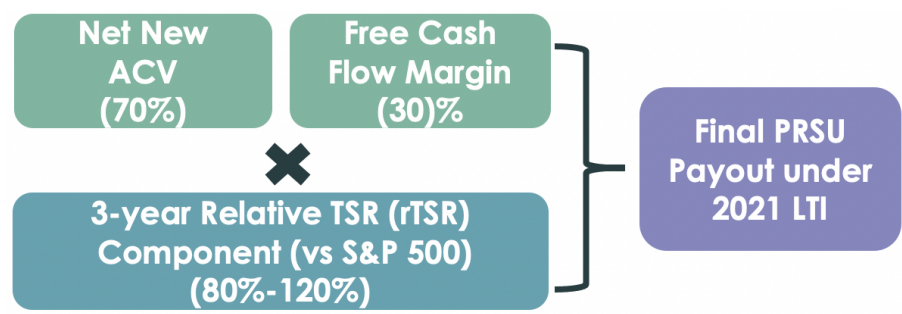 Net New
ACV
(70%)
Free Cash
Flow Margin
(30)%
3-year Relative TSR (rTSR)
Component (vs S&P 500)
(80%-120%)
Final PRSU
Payout under
2021 LTI